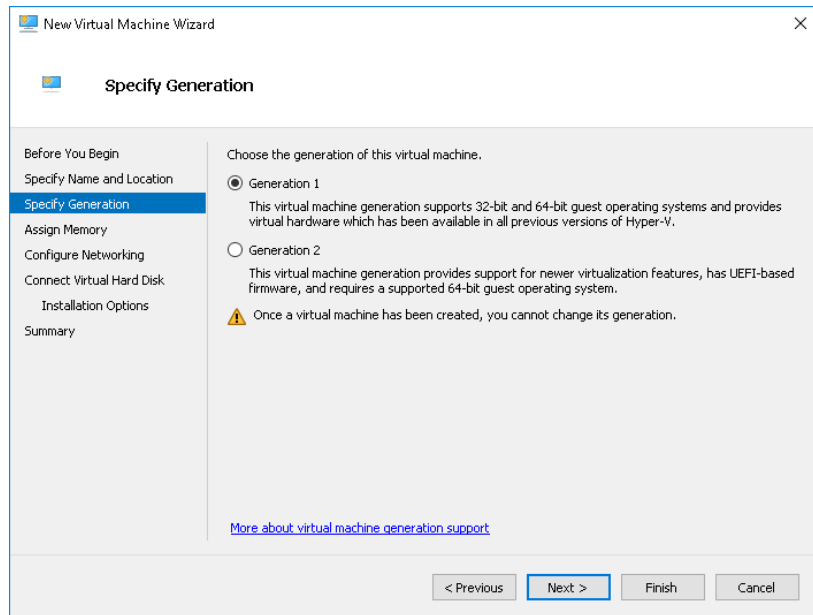 New Virtual Machine Wizard
Specify Generation
Before You Begin
Specify Name and Location
Specify Generation
Assign Memory
Configure Networking
Connect Virtual Hard Disk
Installation Options
Summary
Choose the generation of this virtual machine.
Generation 1
This virtual machine generation supports 32-bit and 64-bit guest operating systems and provides
virtual hardware which has been available in all previous versions of Hyper-V.
Generation 2
This virtual machine generation provides support for newer virtualization features, has UEFI-based
firmware, and requires a supported 64-bit guest operating system.
Once a virtual machine has been created, you cannot change its generation.
More about virtual machine generation support
< Previous
Next >
Finish
Cancel